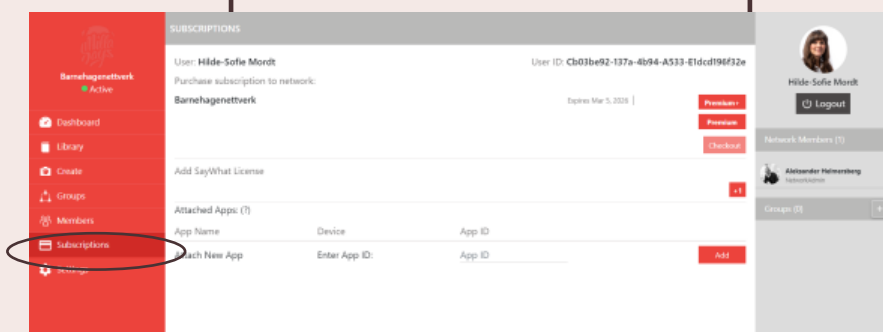 SUBSCRIPTIONS
Barnehagenettverk
Active
Dashboard
Library
Create
Groups
Members
Subscriptions
Settings
User: Hilde-Sofie Mordt
User ID: Cb03be92-137a-4b94-A533-E1dcd196f32e
Purchase subscription to network:
Barnehagenettverk
Expires Mar 5, 2026
Premium+
Premium
Checkout
Add SayWhat License
+1
Attached Apps: (?)
App Name Device App ID
Attach New App Enter App ID: App ID Add
Hilde-Sofie Mordt
Logout
Network Members (1)
Aleksander Helmersberg
NetworkAdmin
Groups (0) +